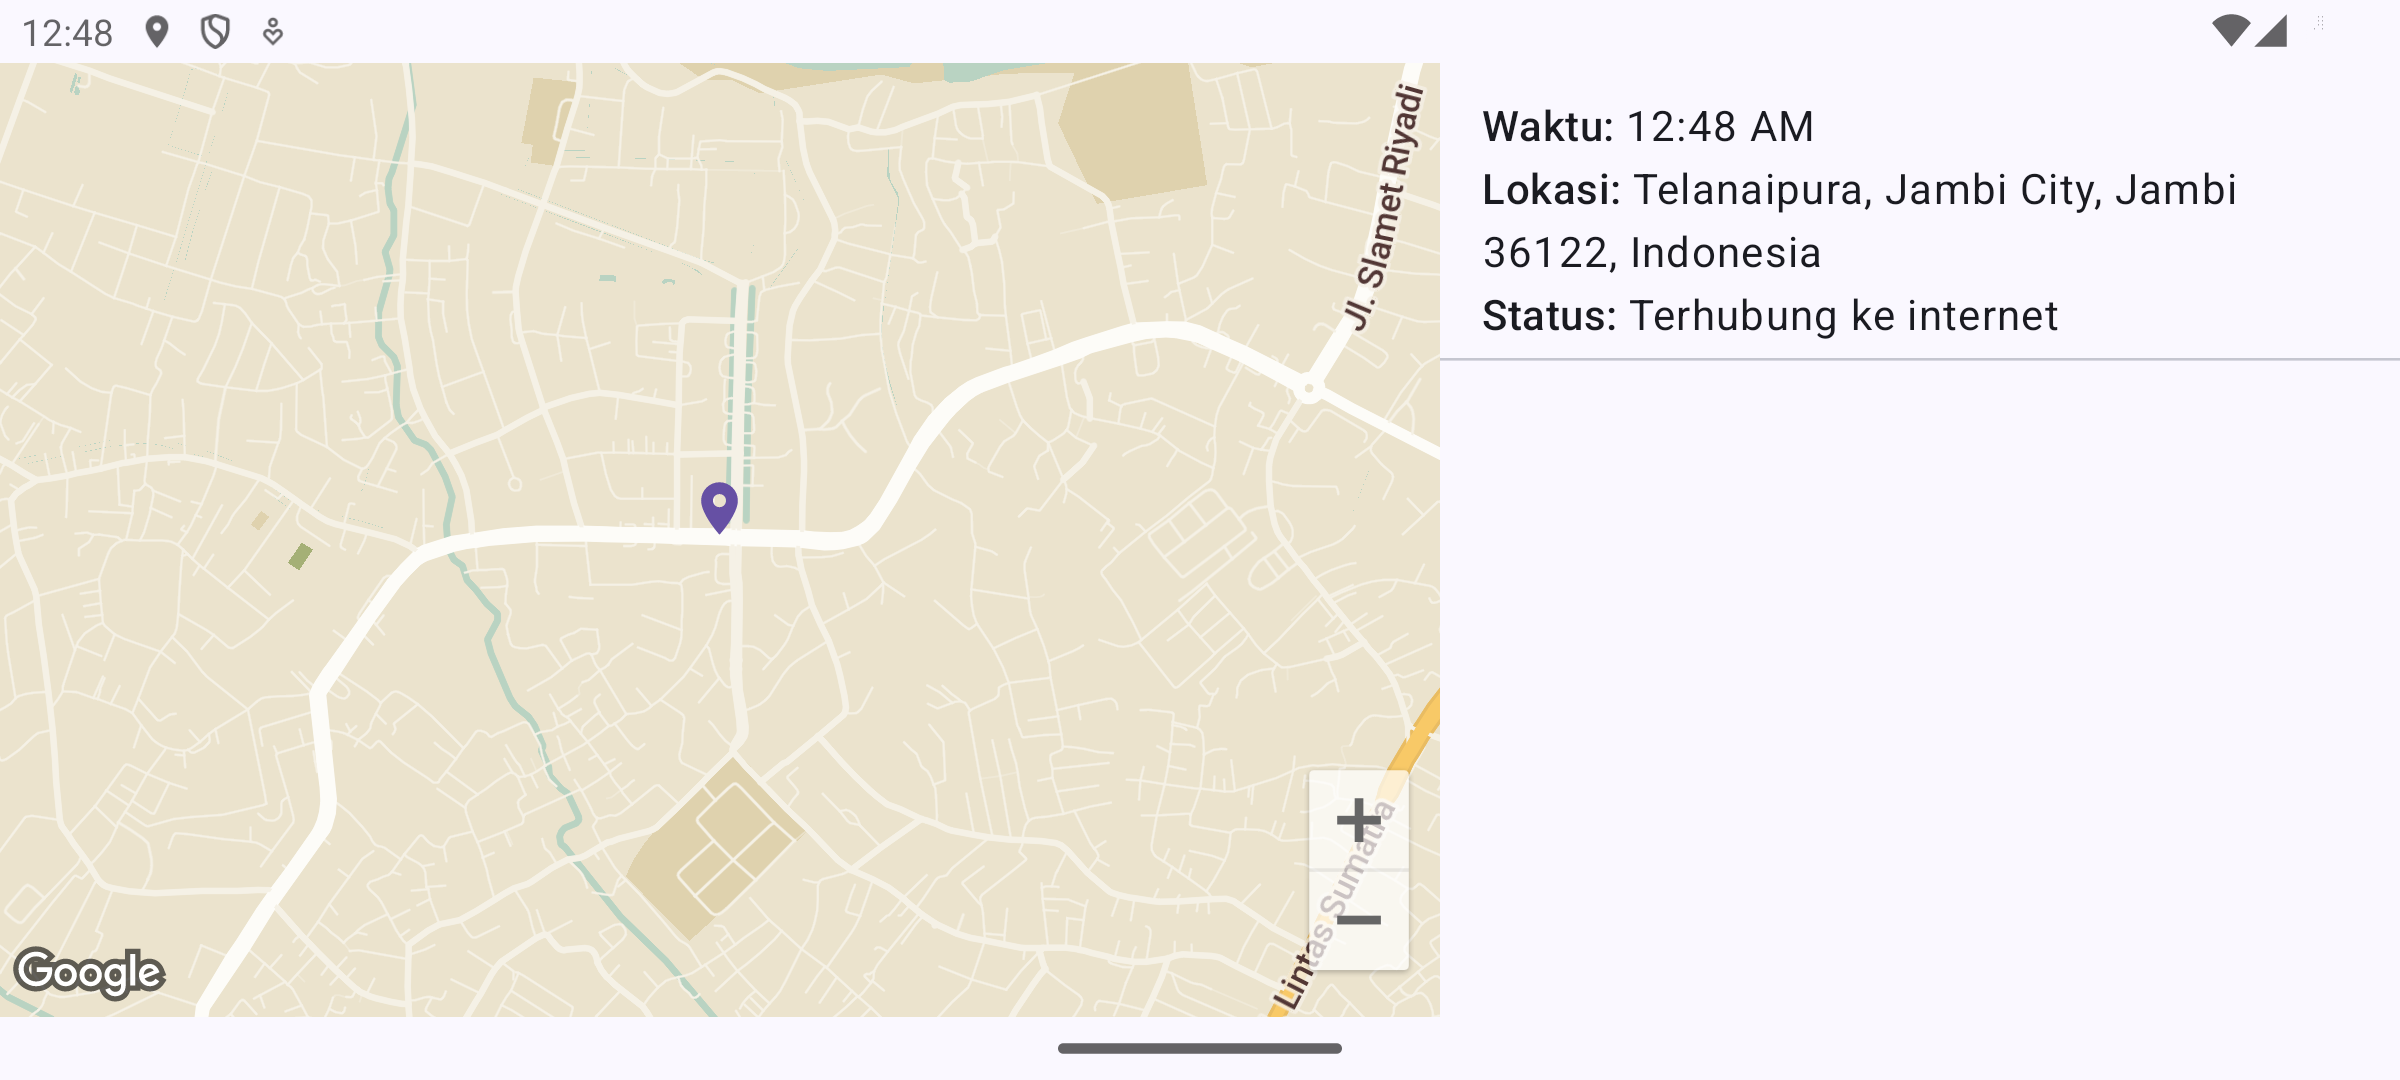 12:48
Jl. Slamet Riyadi
Lintas Sumatra
+
−
Google
Waktu: 12:48 AM
Lokasi: Telanaipura, Jambi City, Jambi
36122, Indonesia
Status: Terhubung ke internet